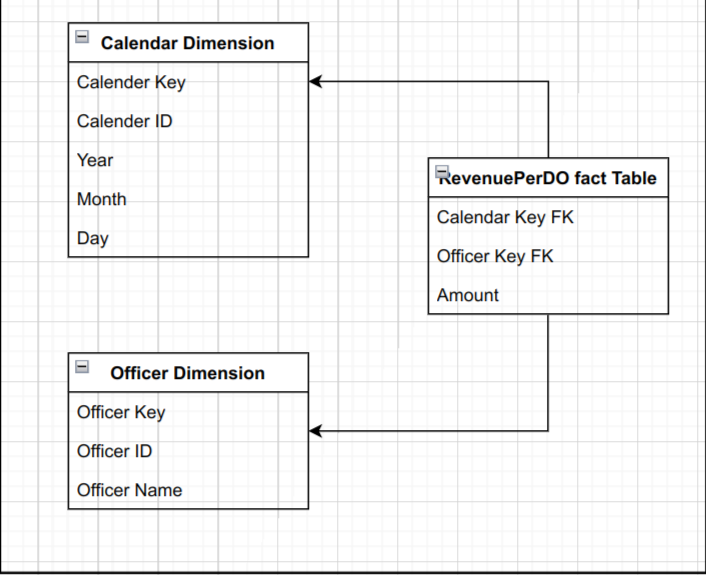 Calendar Dimension
Calender Key
Calender ID
Year
Month
Day
RevenuePerDO fact Table
Calendar Key FK
Officer Key FK
Amount
Officer Dimension
Officer Key
Officer ID
Officer Name